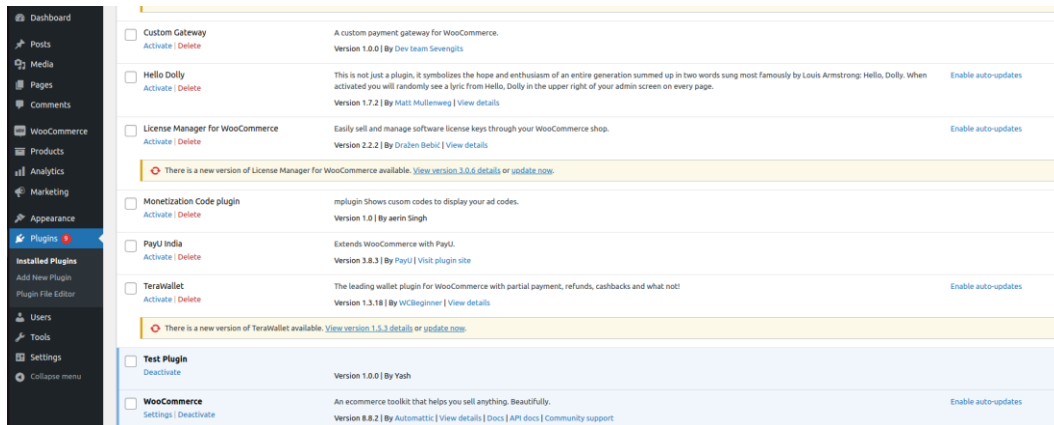 Dashboard
Posts
Media
Pages
Comments
WooCommerce
Products
Analytics
Marketing
Appearance
Plugins 9
Installed Plugins
Add New Plugin
Plugin File Editor
Users
Tools
Settings
Collapse menu
Custom Gateway
Activate | Delete
A custom payment gateway for WooCommerce.
Version 1.0.0 | By Dev team Sevengits
Hello Dolly
Activate | Delete
This is not just a plugin, it symbolizes the hope and enthusiasm of an entire generation summed up in two words sung most famously by Louis Armstrong: Hello, Dolly. When
activated you will randomly see a lyric from Hello, Dolly in the upper right of your admin screen on every page.
Version 1.7.2 | By Matt Mullenweg | View details
Enable auto-updates
License Manager for WooCommerce
Activate | Delete
Easily sell and manage software license keys through your WooCommerce shop.
Version 2.2.2 | By Dražen Bebić | View details
Enable auto-updates
There is a new version of License Manager for WooCommerce available. View version 3.0.6 details or update now.
Monetization Code plugin
Activate | Delete
mplugin Shows cusom codes to display your ad codes.
Version 1.0 | By aerin Singh
PayU India
Activate | Delete
Extends WooCommerce with PayU.
Version 3.8.3 | By PayU | Visit plugin site
TeraWallet
Activate | Delete
The leading wallet plugin for WooCommerce with partial payment, refunds, cashbacks and what not!
Version 1.3.18 | By WCBeginner | View details
Enable auto-updates
There is a new version of TeraWallet available. View version 1.5.3 details or update now.
Test Plugin
Deactivate
Version 1.0.0 | By Yash
WooCommerce
Settings | Deactivate
An ecommerce toolkit that helps you sell anything. Beautifully.
Version 8.8.2 | By Automattic | View details | Docs | API docs | Community support
Enable auto-updates